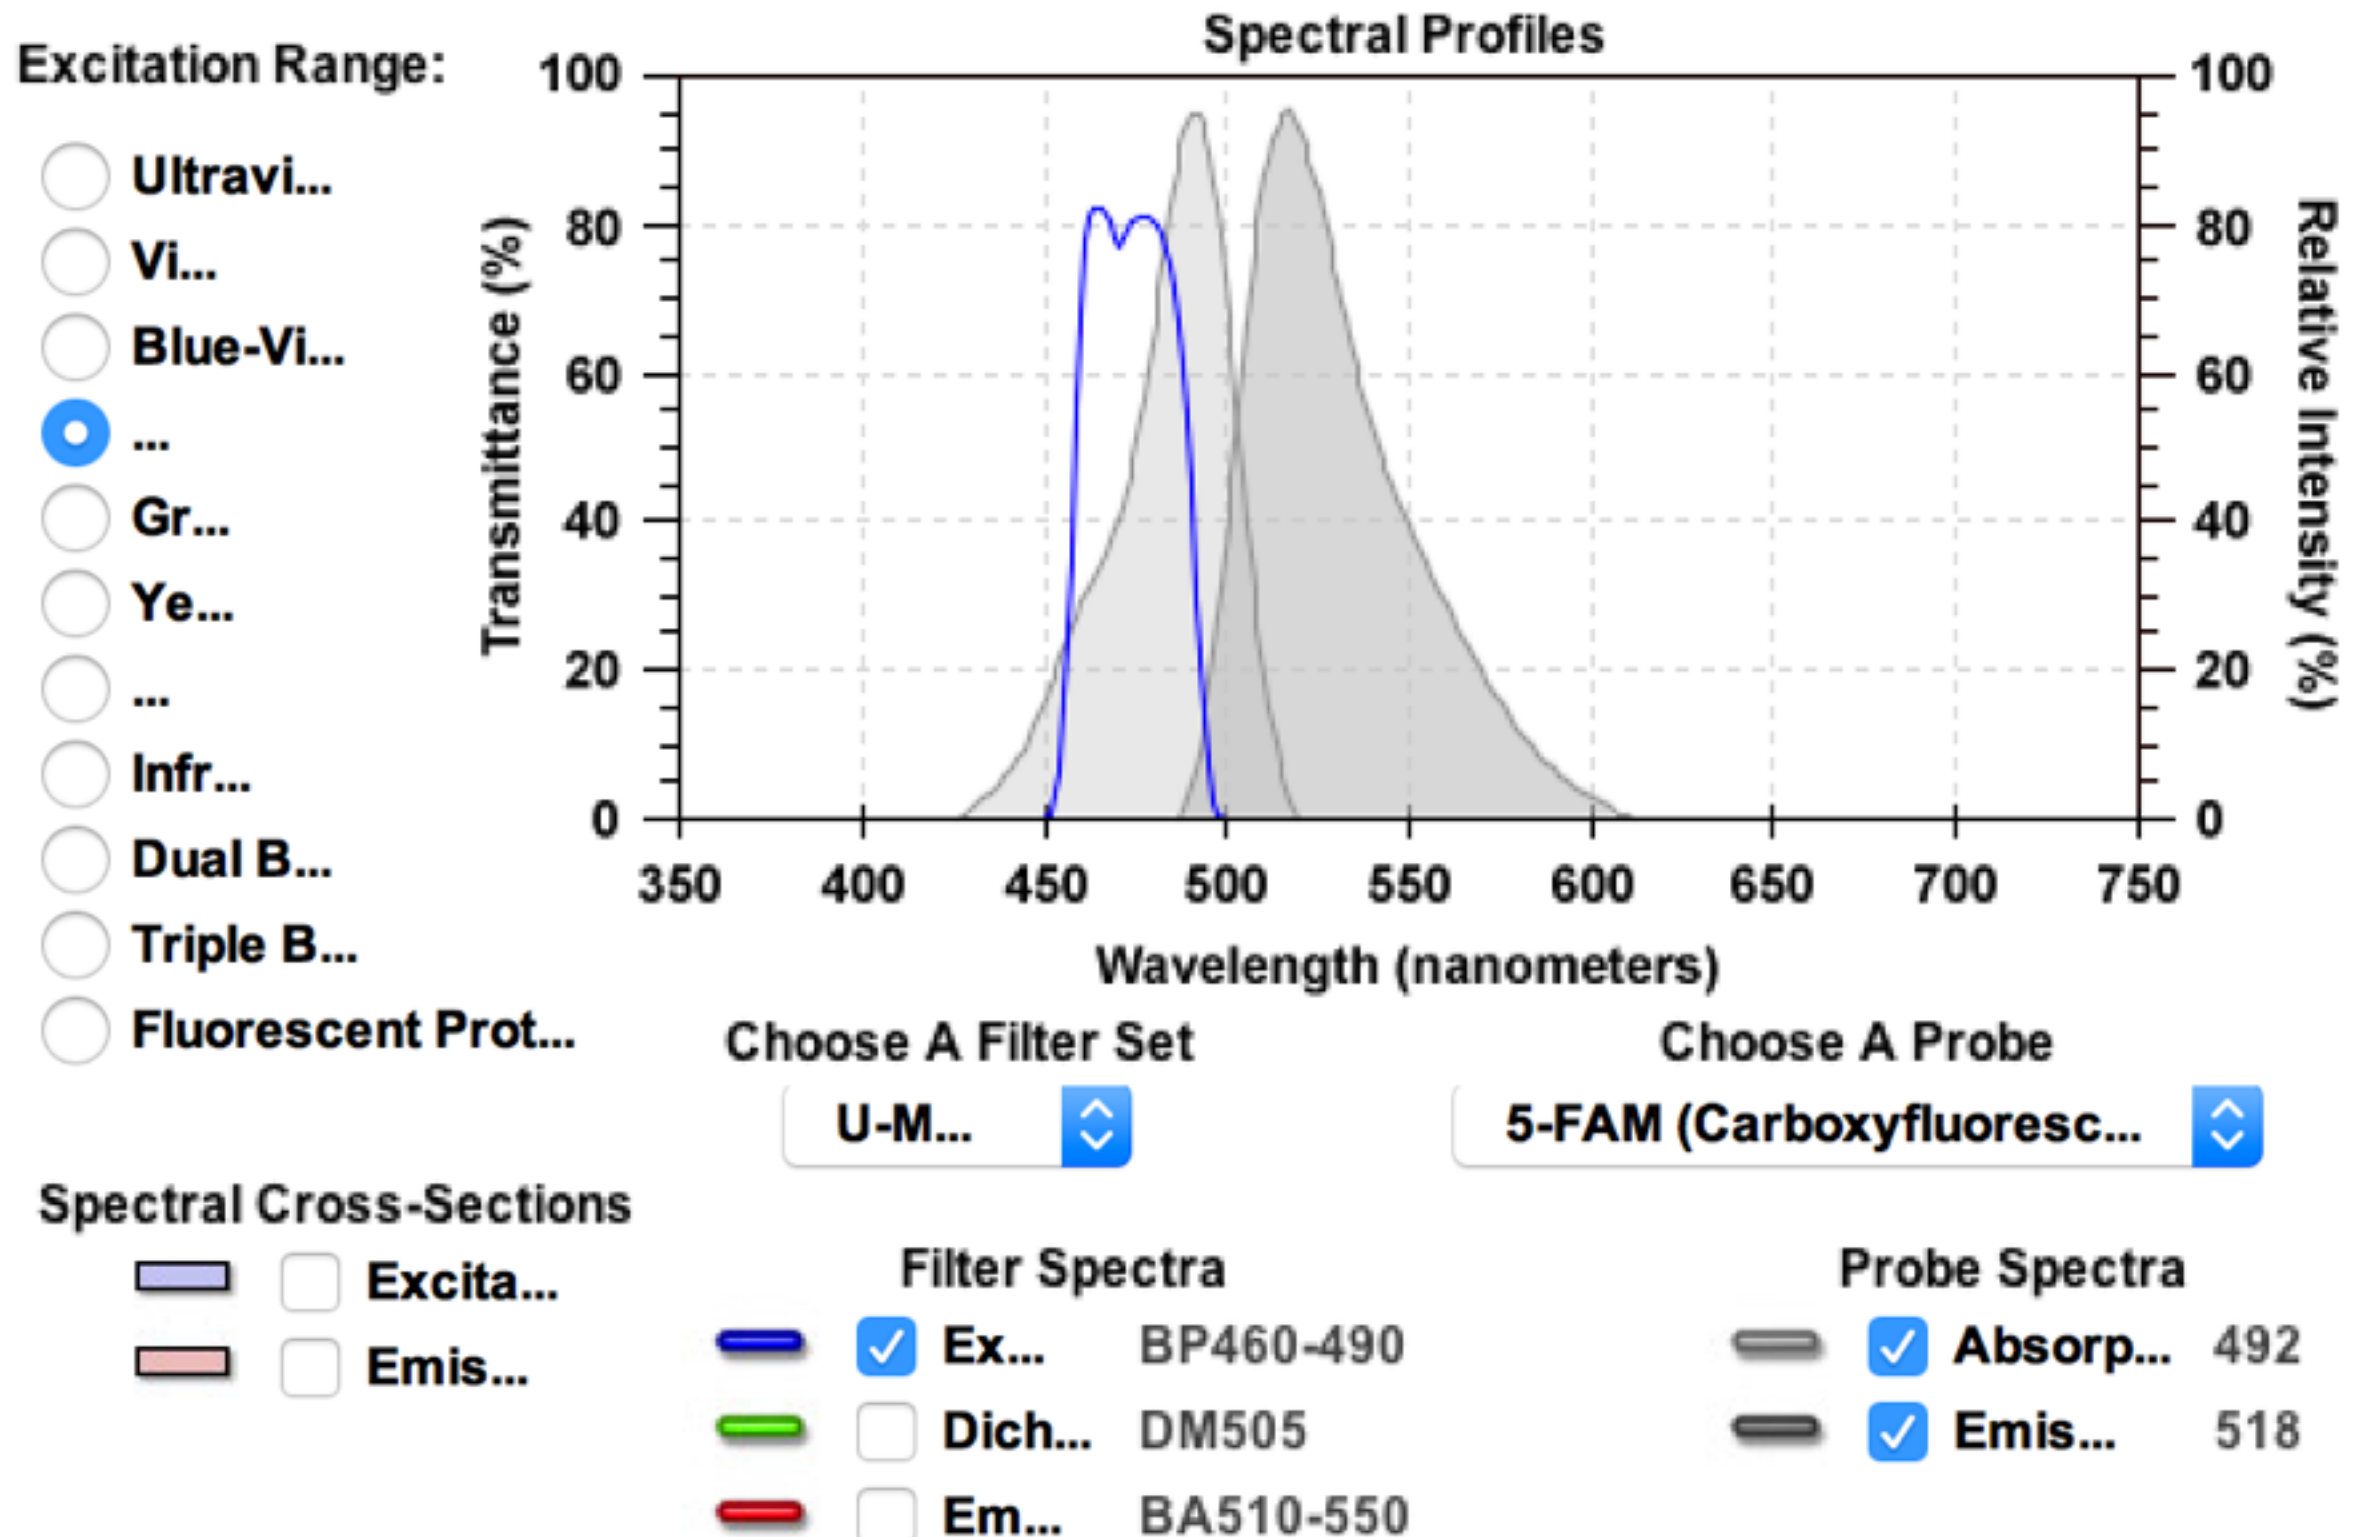 Spectral Profiles
Excitation Range:
Ultravi...
Vi...
Blue-Vi...
...
Gr...
Ye...
...
Infr...
Dual B...
Triple B...
Fluorescent Prot...
Transmittance (%)
100
80
60
40
20
0
Relative Intensity (%)
100
80
60
40
20
0
350 400 450 500 550 600 650 700 750
Wavelength (nanometers)
Choose A Filter Set
U-M...
Choose A Probe
5-FAM (Carboxyfluoresc...
Spectral Cross-Sections
Excita...
Emis...
Filter Spectra
Ex... BP460-490
Dich... DM505
Em... BA510-550
Probe Spectra
Absorp... 492
Emis... 518